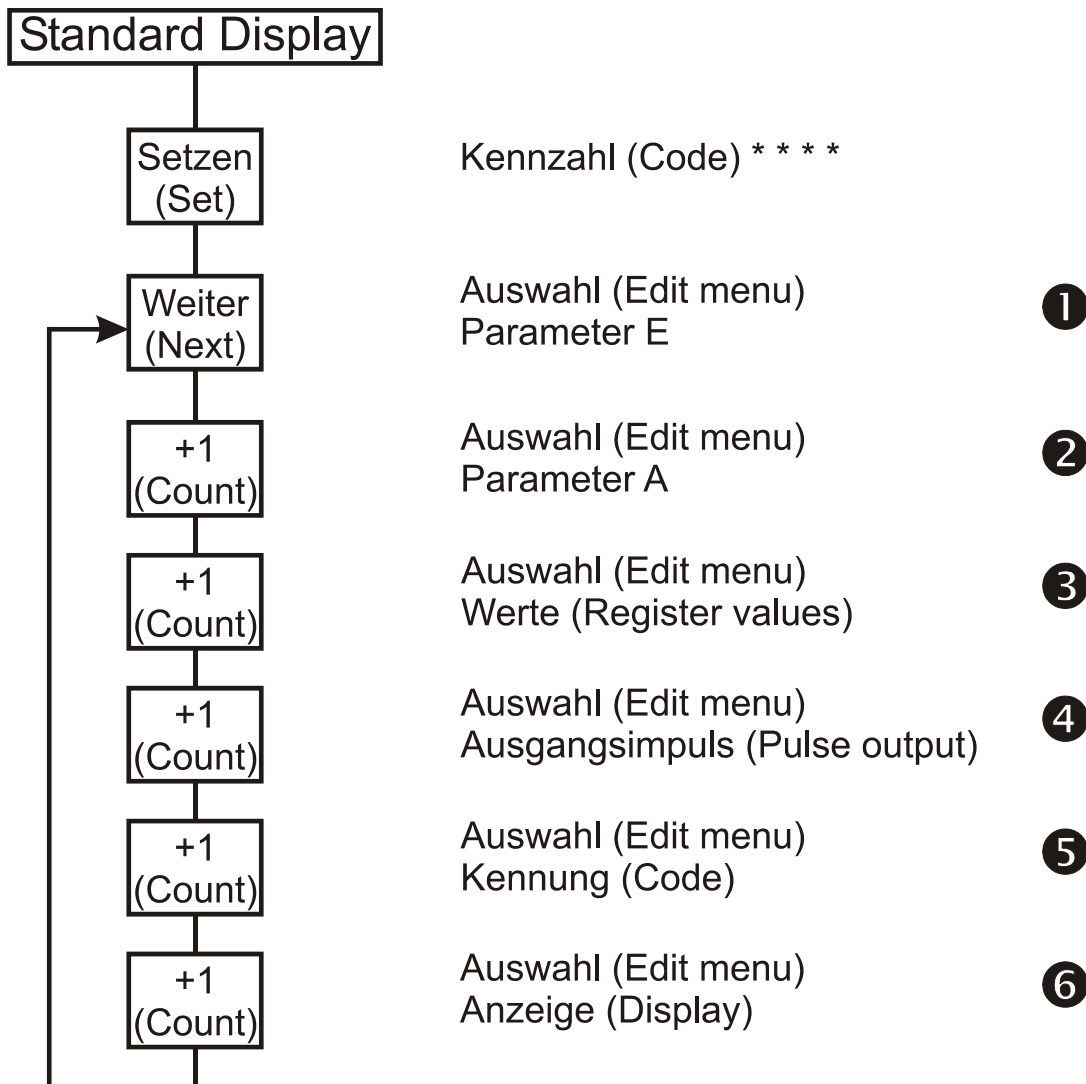 Standard Display
Setzen
(Set)
Kennzahl (Code) * * * *
Weiter
(Next)
Auswahl (Edit menu)
Parameter E
1
+1
(Count)
Auswahl (Edit menu)
Parameter A
2
+1
(Count)
Auswahl (Edit menu)
Werte (Register values)
3
+1
(Count)
Auswahl (Edit menu)
Ausgangsimpuls (Pulse output)
4
+1
(Count)
Auswahl (Edit menu)
Kennung (Code)
5
+1
(Count)
Auswahl (Edit menu)
Anzeige (Display)
6